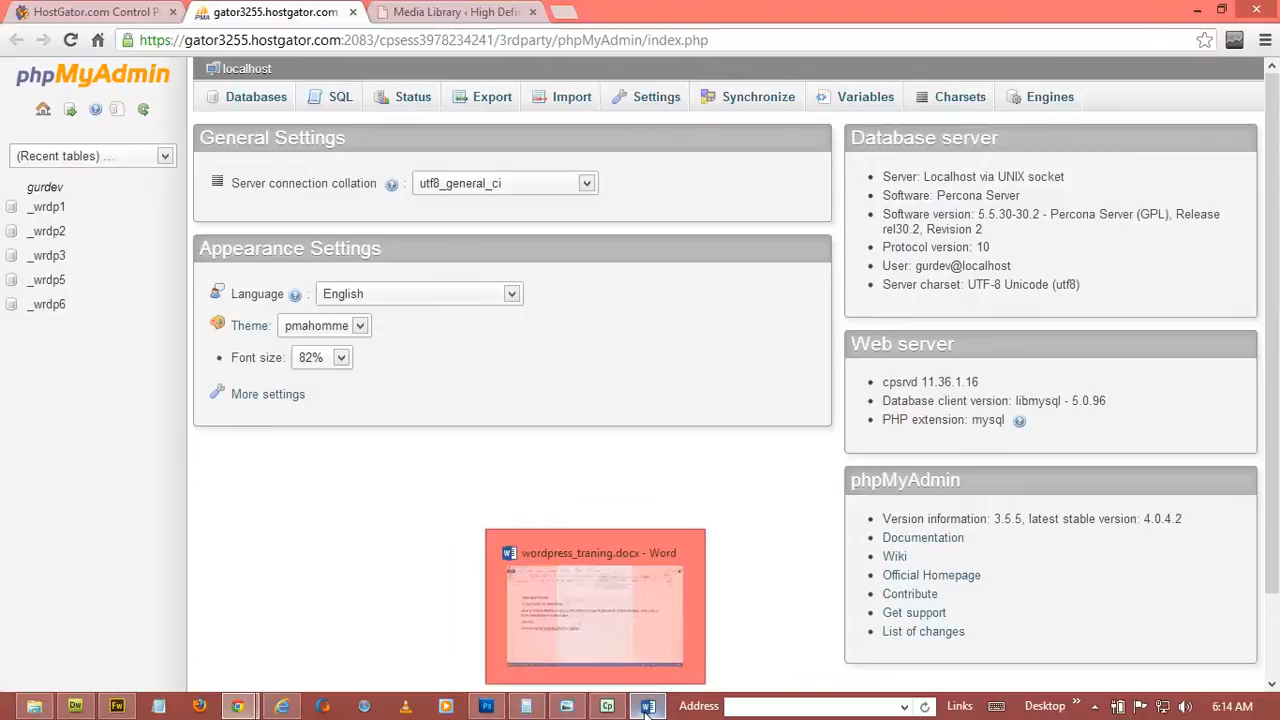 HostGator.com Control P
gator3255.hostgator.com
Media Library ‹ High Defi
https://gator3255.hostgator.com:2083/cpsess3978234241/3rdparty/phpMyAdmin/index.php
phpMyAdmin
(Recent tables) ...
gurdev
_wrdp1
_wrdp2
_wrdp3
_wrdp5
_wrdp6
localhost
Databases
SQL
Status
Export
Import
Settings
Synchronize
Variables
Charsets
Engines
General Settings
Server connection collation : utf8_general_ci
Appearance Settings
Language : English
Theme: pmahomme
Font size: 82%
More settings
Database server
Server: Localhost via UNIX socket
Software: Percona Server
Software version: 5.5.30-30.2 - Percona Server (GPL), Release
rel30.2, Revision 2
Protocol version: 10
User: gurdev@localhost
Server charset: UTF-8 Unicode (utf8)
Web server
cpsrvd 11.36.1.16
Database client version: libmysql - 5.0.96
PHP extension: mysql
phpMyAdmin
Version information: 3.5.5, latest stable version: 4.0.4.2
Documentation
Wiki
Official Homepage
Contribute
Get support
List of changes
wordpress_traning.docx - Word
Address
Links
Desktop
6:14 AM